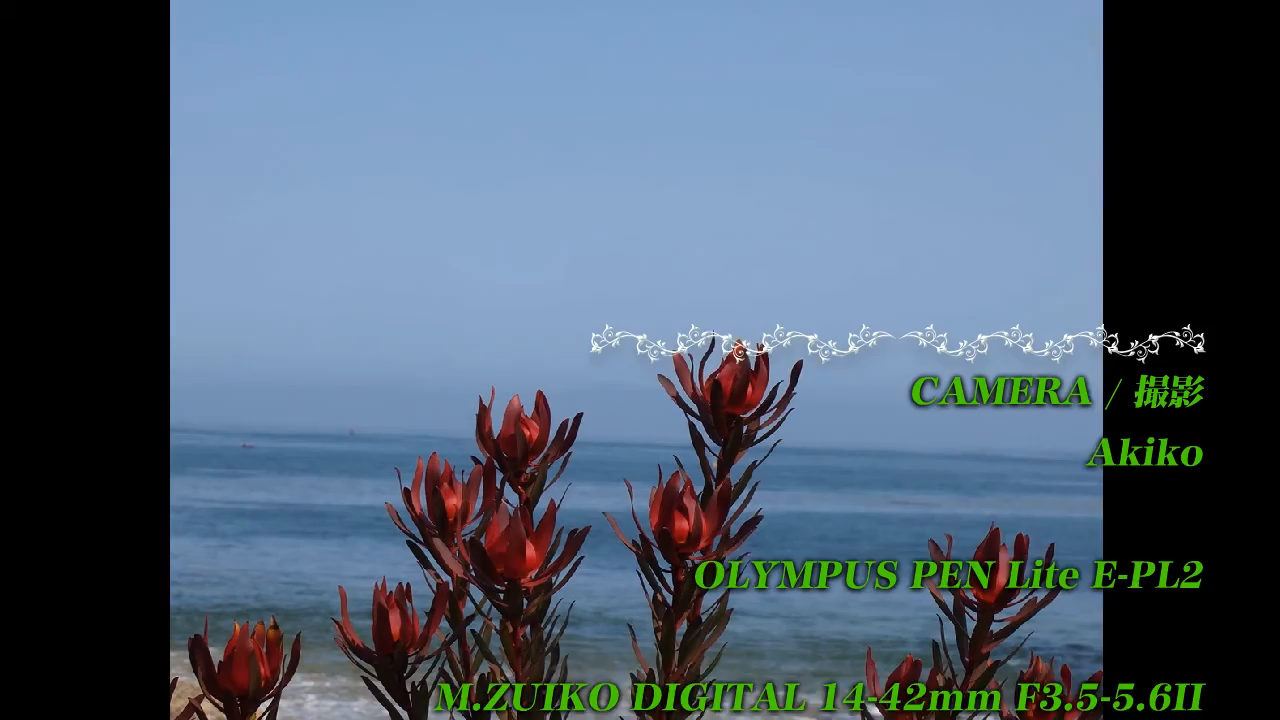 CAMERA / 撮影
Akiko
OLYMPUS PEN Lite E-PL2
M.ZUIKO DIGITAL 14-42mm F3.5-5.6II